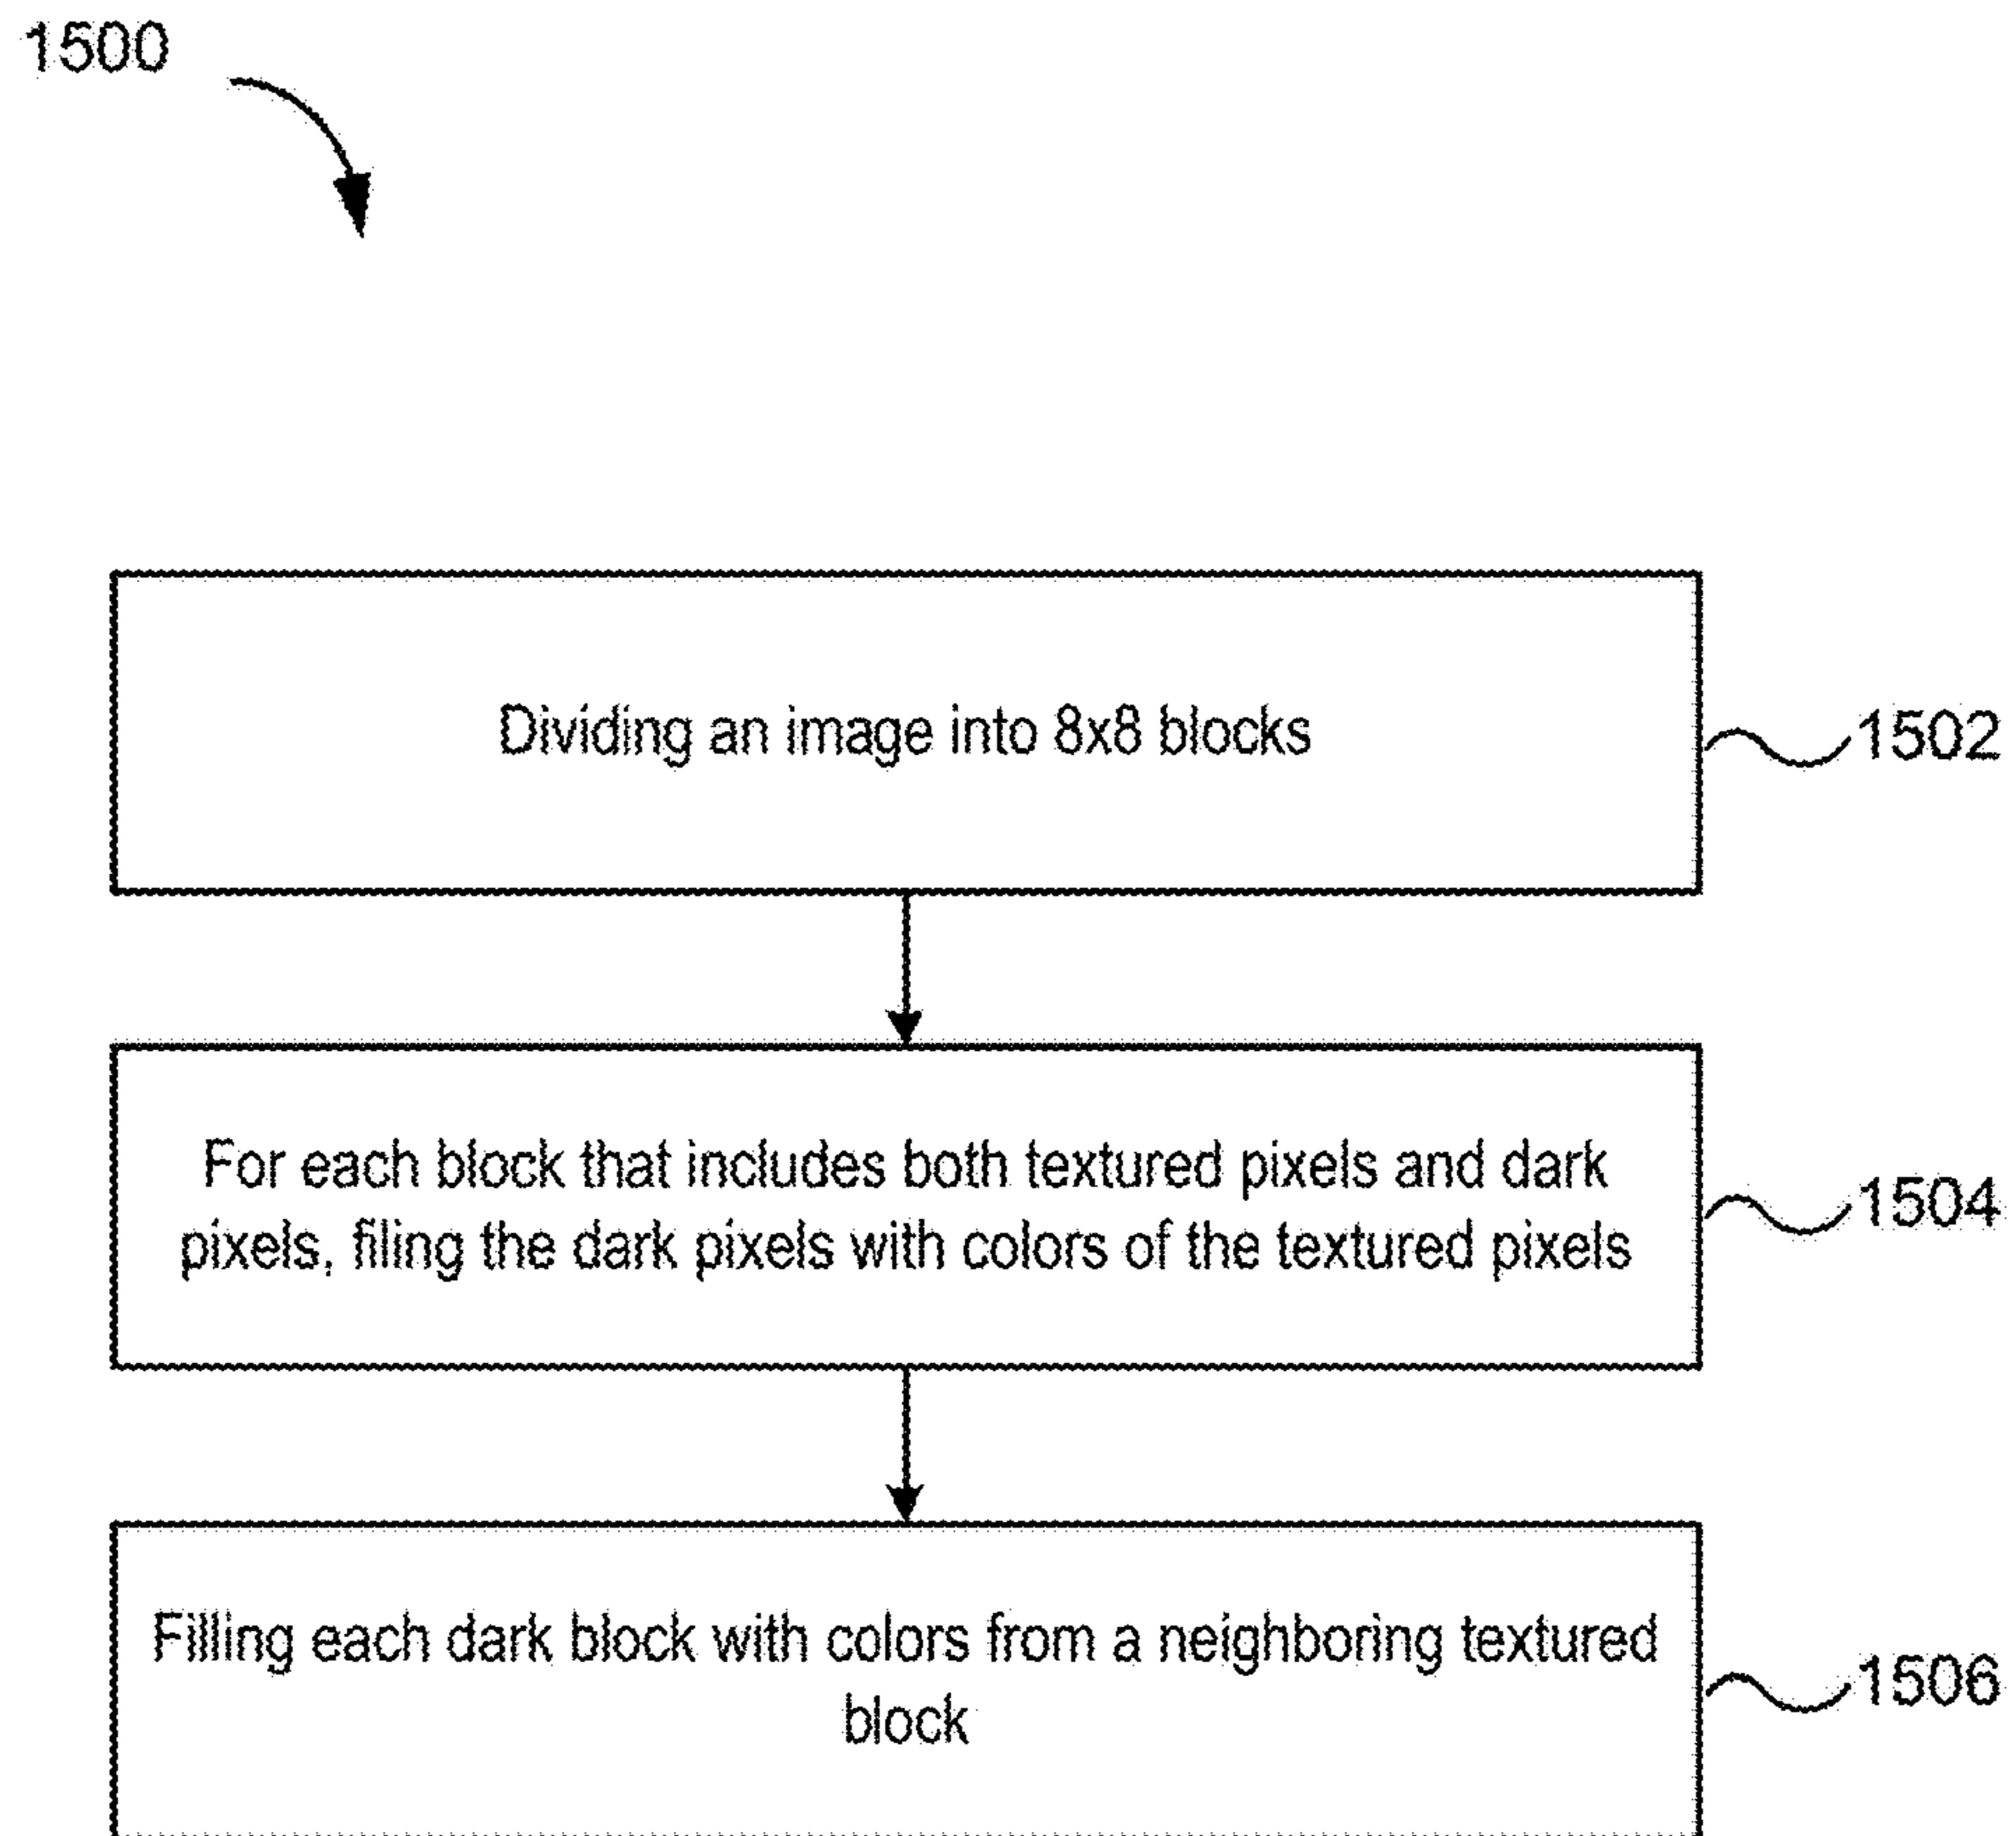 1500
Dividing an image into 8x8 blocks
1502
For each block that includes both textured pixels and dark
pixels, filing the dark pixels with colors of the textured pixels
1504
Filling each dark block with colors from a neighboring textured
block
1506